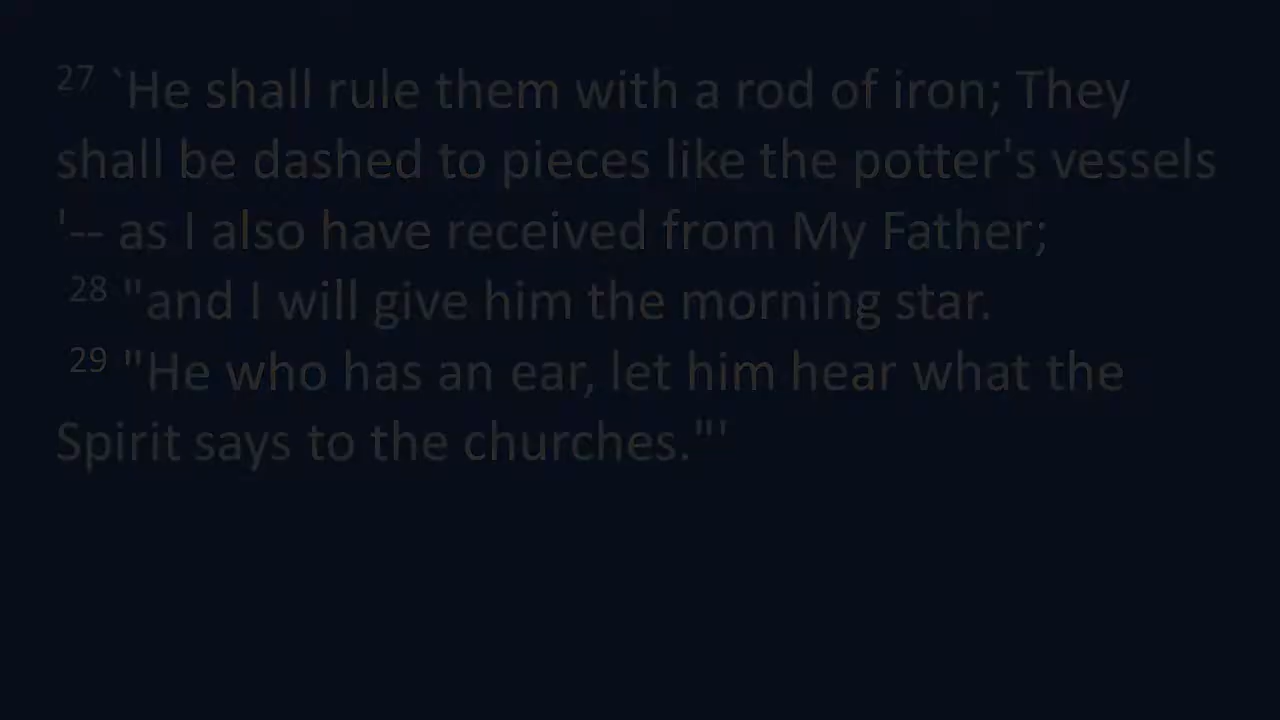 27 `He shall rule them with a rod of iron; They
shall be dashed to pieces like the potter's vessels
'-- as I also have received from My Father;
28 "and I will give him the morning star.
29 "He who has an ear, let him hear what the
Spirit says to the churches."'